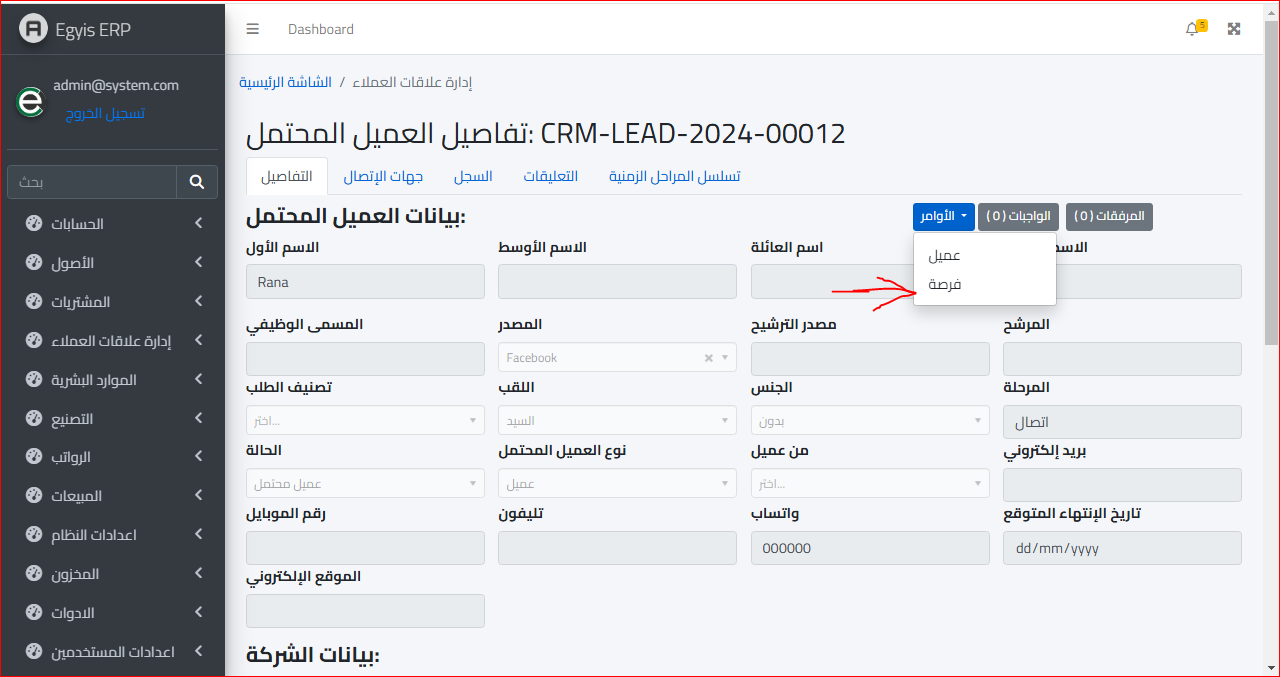 Egyis ERP
Dashboard
5
admin@system.com
تسجيل الخروج
بحث
الحسابات
الأصول
المشتريات
إدارة علاقات العملاء
الموارد البشرية
التصنيع
الرواتب
المبيعات
اعدادات النظام
المخزون
الادوات
اعدادات المستخدمين
الشاشة الرئيسية / إدارة علاقات العملاء
تفاصيل العميل المحتمل: CRM-LEAD-2024-00012
التفاصيل جهات الإتصال السجل التعليقات تسلسل المراحل الزمنية
بيانات العميل المحتمل:
الأوامر الواجبات ( 0 ) المرفقات ( 0 )
عميل
فرصة
الاسم الأول الاسم الأوسط اسم العائلة
Rana
المسمى الوظيفي المصدر مصدر الترشيح المرشح
Facebook
تصنيف الطلب اللقب الجنس المرحلة
اختر... السيد بدون اتصال
الحالة نوع العميل المحتمل من عميل بريد إلكتروني
عميل محتمل عميل اختر...
رقم الموبايل تليفون واتساب تاريخ الإنتهاء المتوقع
000000 dd/mm/yyyy
الموقع الإلكتروني
بيانات الشركة: